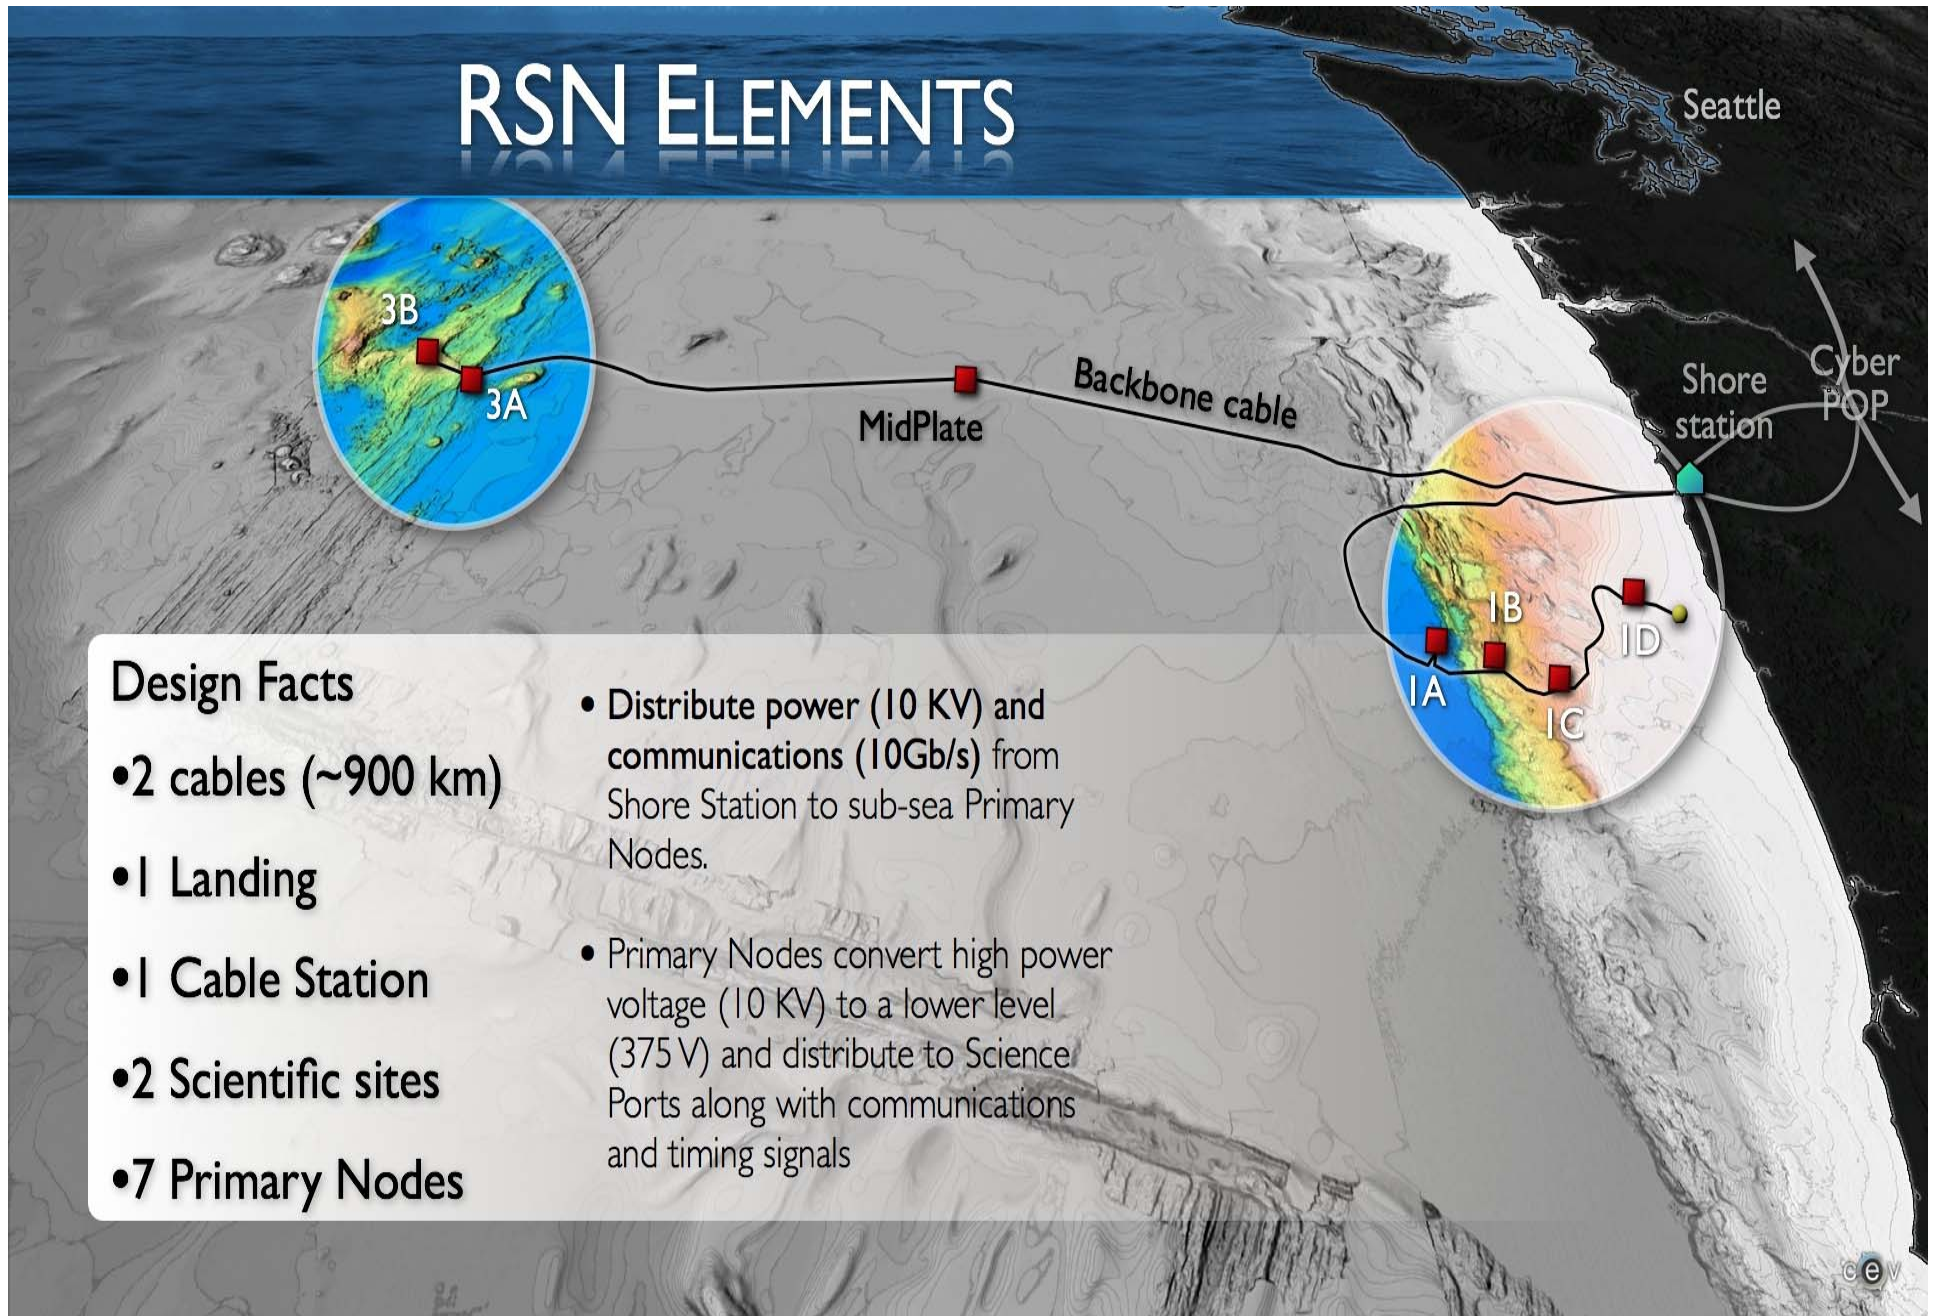 RSN ELEMENTS
Seattle
3B
3A
MidPlate
Backbone cable
Shore
station
Cyber
POP
1A
1B
1C
1D
Design Facts
•2 cables (~900 km)
•1 Landing
•1 Cable Station
•2 Scientific sites
•7 Primary Nodes
• Distribute power (10 KV) and
communications (10Gb/s) from
Shore Station to sub-sea Primary
Nodes.
• Primary Nodes convert high power
voltage (10 KV) to a lower level
(375 V) and distribute to Science
Ports along with communications
and timing signals
cev